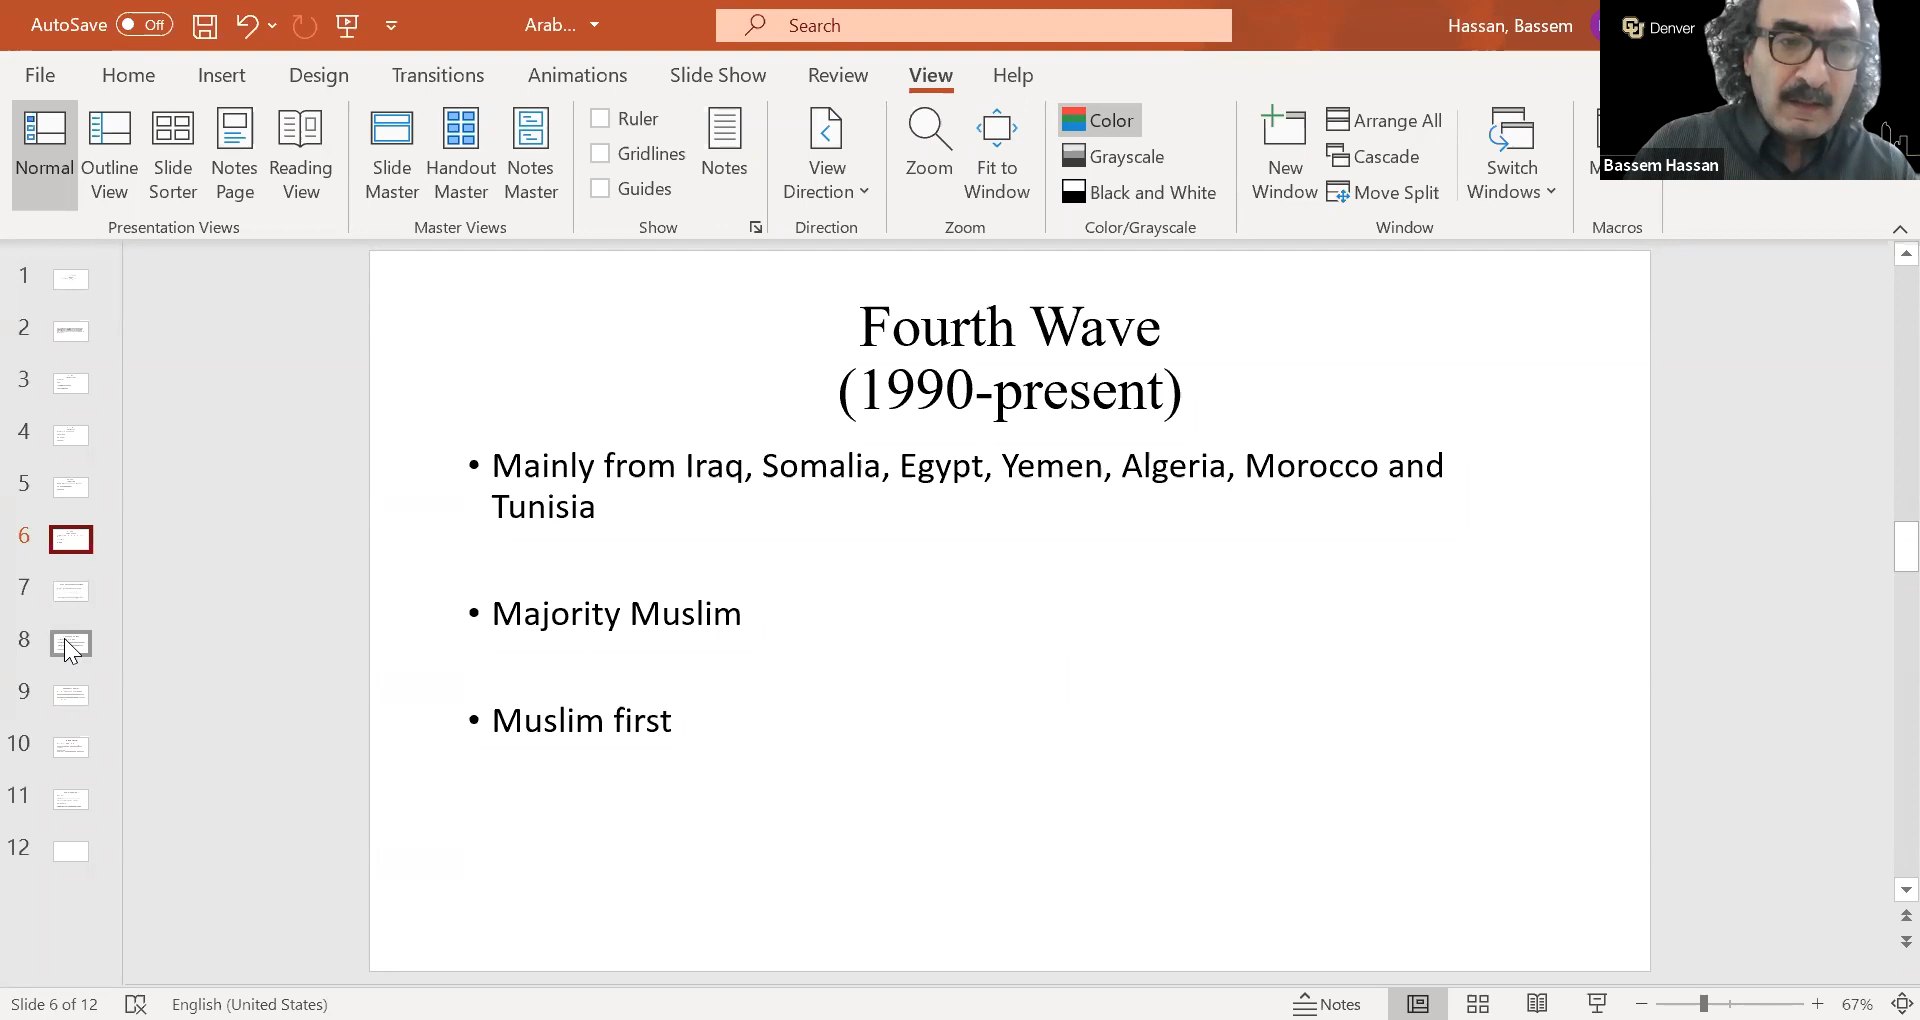 AutoSave Off
Arab...
Search
Hassan, Bassem
Denver
File Home Insert Design Transitions Animations Slide Show Review View Help
Normal
Outline View
Slide Sorter
Notes Page
Reading View
Presentation Views
Slide Master
Handout Master
Notes Master
Master Views
Ruler
Gridlines
Guides
Show
Notes
View Direction
Direction
Zoom
Fit to Window
Zoom
Color
Grayscale
Black and White
Color/Grayscale
New Window
Arrange All
Cascade
Move Split
Switch Windows
Window
Macros
Bassem Hassan
1
2
3
4
5
6
7
8
9
10
11
12
Fourth Wave
(1990-present)
• Mainly from Iraq, Somalia, Egypt, Yemen, Algeria, Morocco and
Tunisia
• Majority Muslim
• Muslim first
Slide 6 of 12 English (United States) Notes 67%